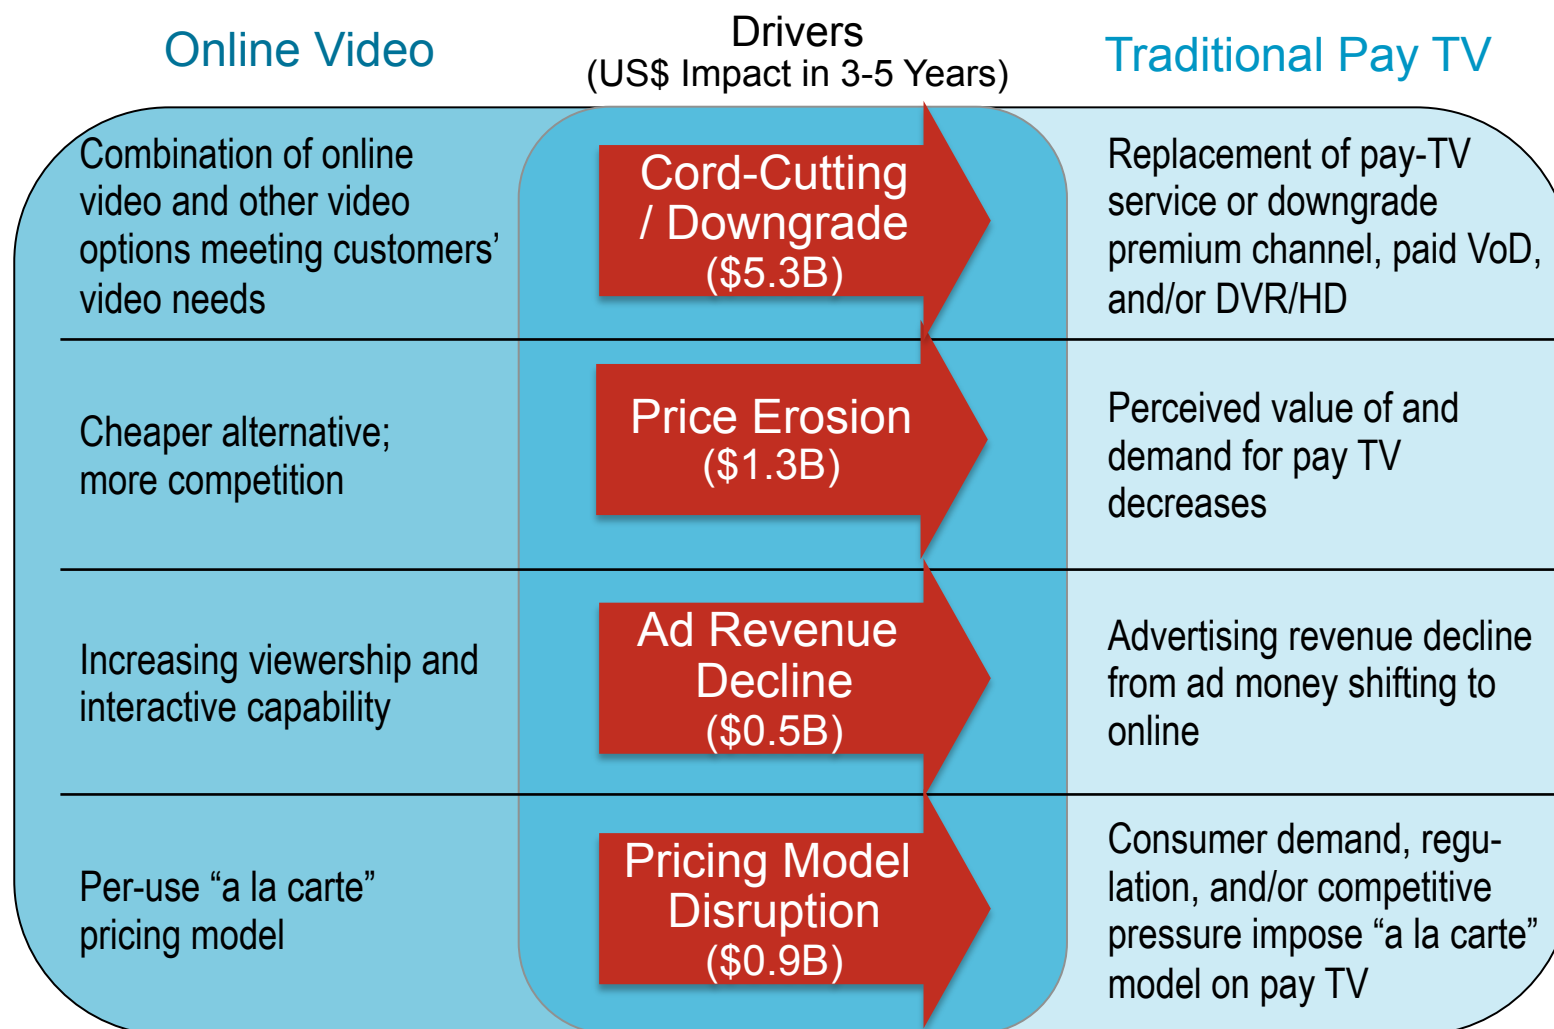 Online Video
Drivers
(US$ Impact in 3-5 Years)
Traditional Pay TV
Combination of online
video and other video
options meeting customers’
video needs
Cord-Cutting
/ Downgrade
($5.3B)
Replacement of pay-TV
service or downgrade
premium channel, paid VoD,
and/or DVR/HD
Cheaper alternative;
more competition
Price Erosion
($1.3B)
Perceived value of and
demand for pay TV
decreases
Increasing viewership and
interactive capability
Ad Revenue
Decline
($0.5B)
Advertising revenue decline
from ad money shifting to
online
Per-use “a la carte”
pricing model
Pricing Model
Disruption
($0.9B)
Consumer demand, regu-
lation, and/or competitive
pressure impose “a la carte”
model on pay TV